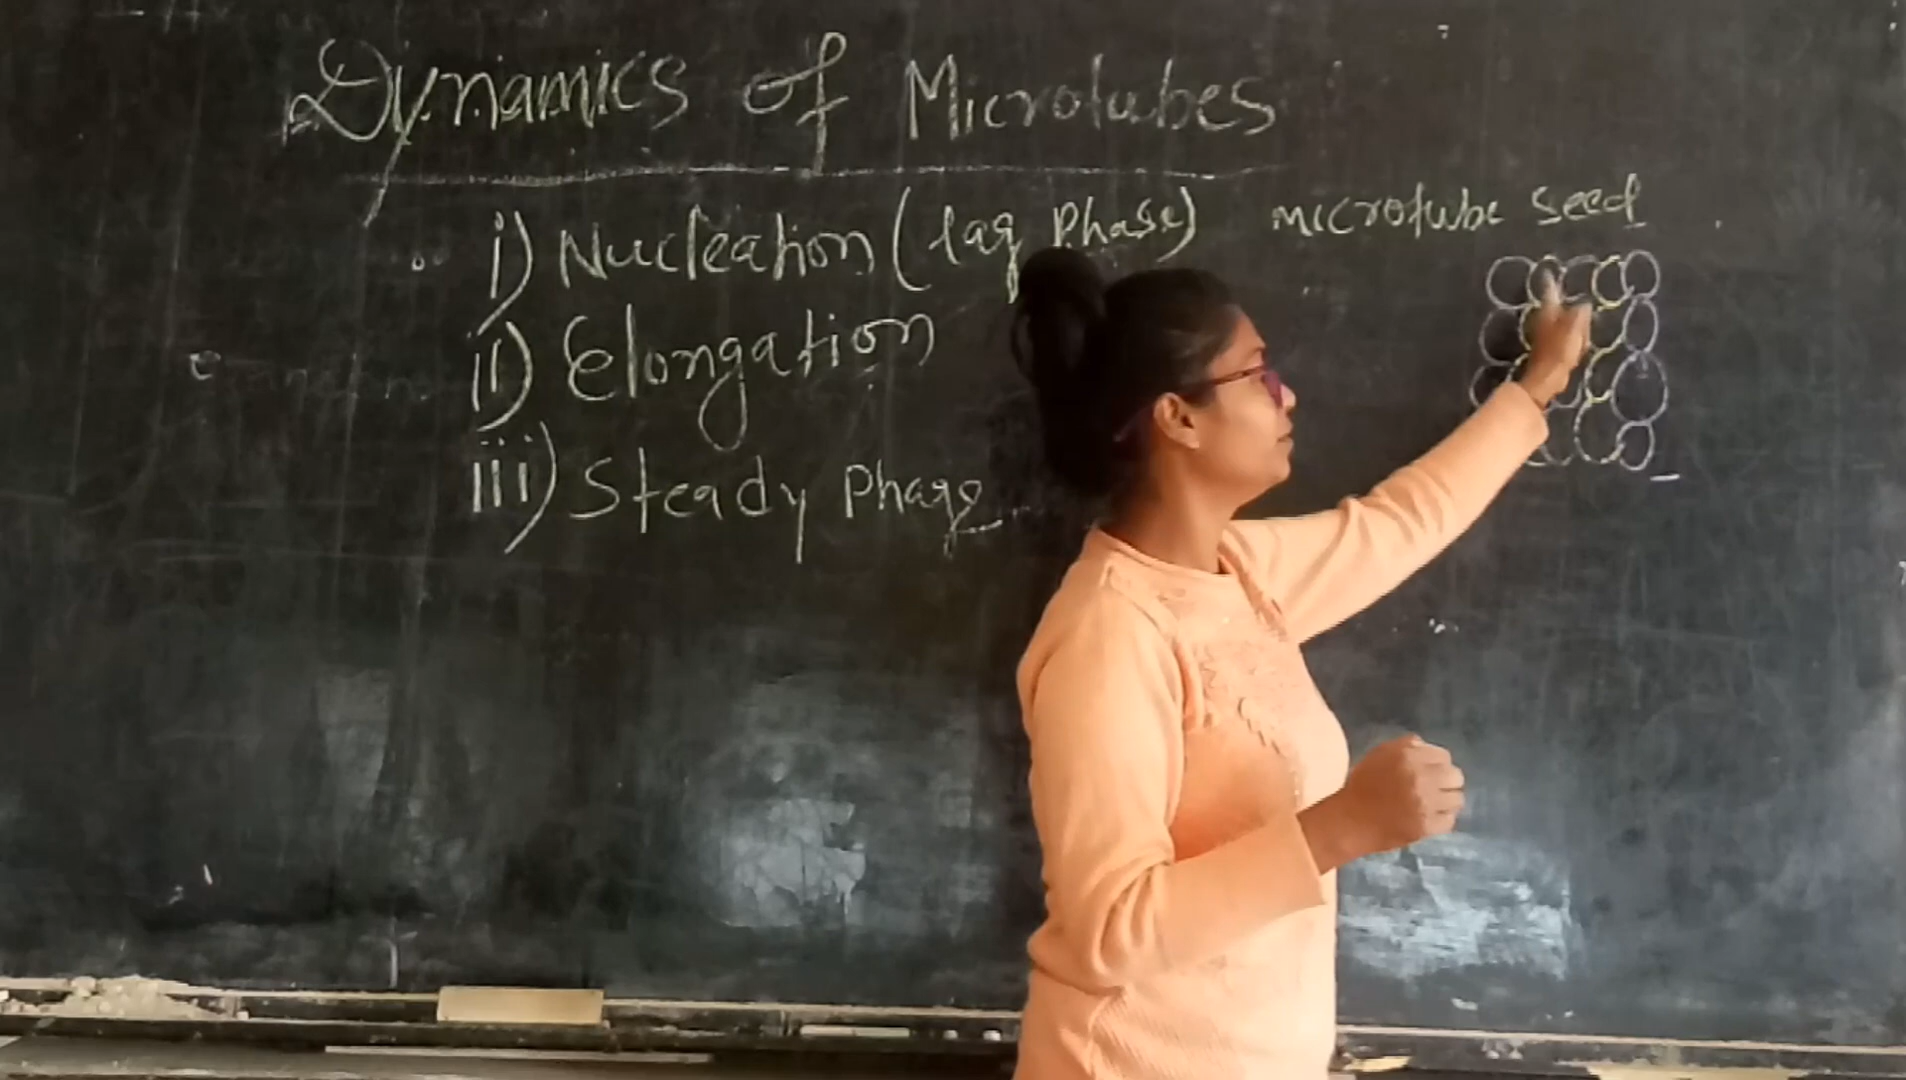 Dynamics of Microtubes
i) Nucleation (lag Phase)
microtube seed
ii) Elongation
iii) Steady Phase